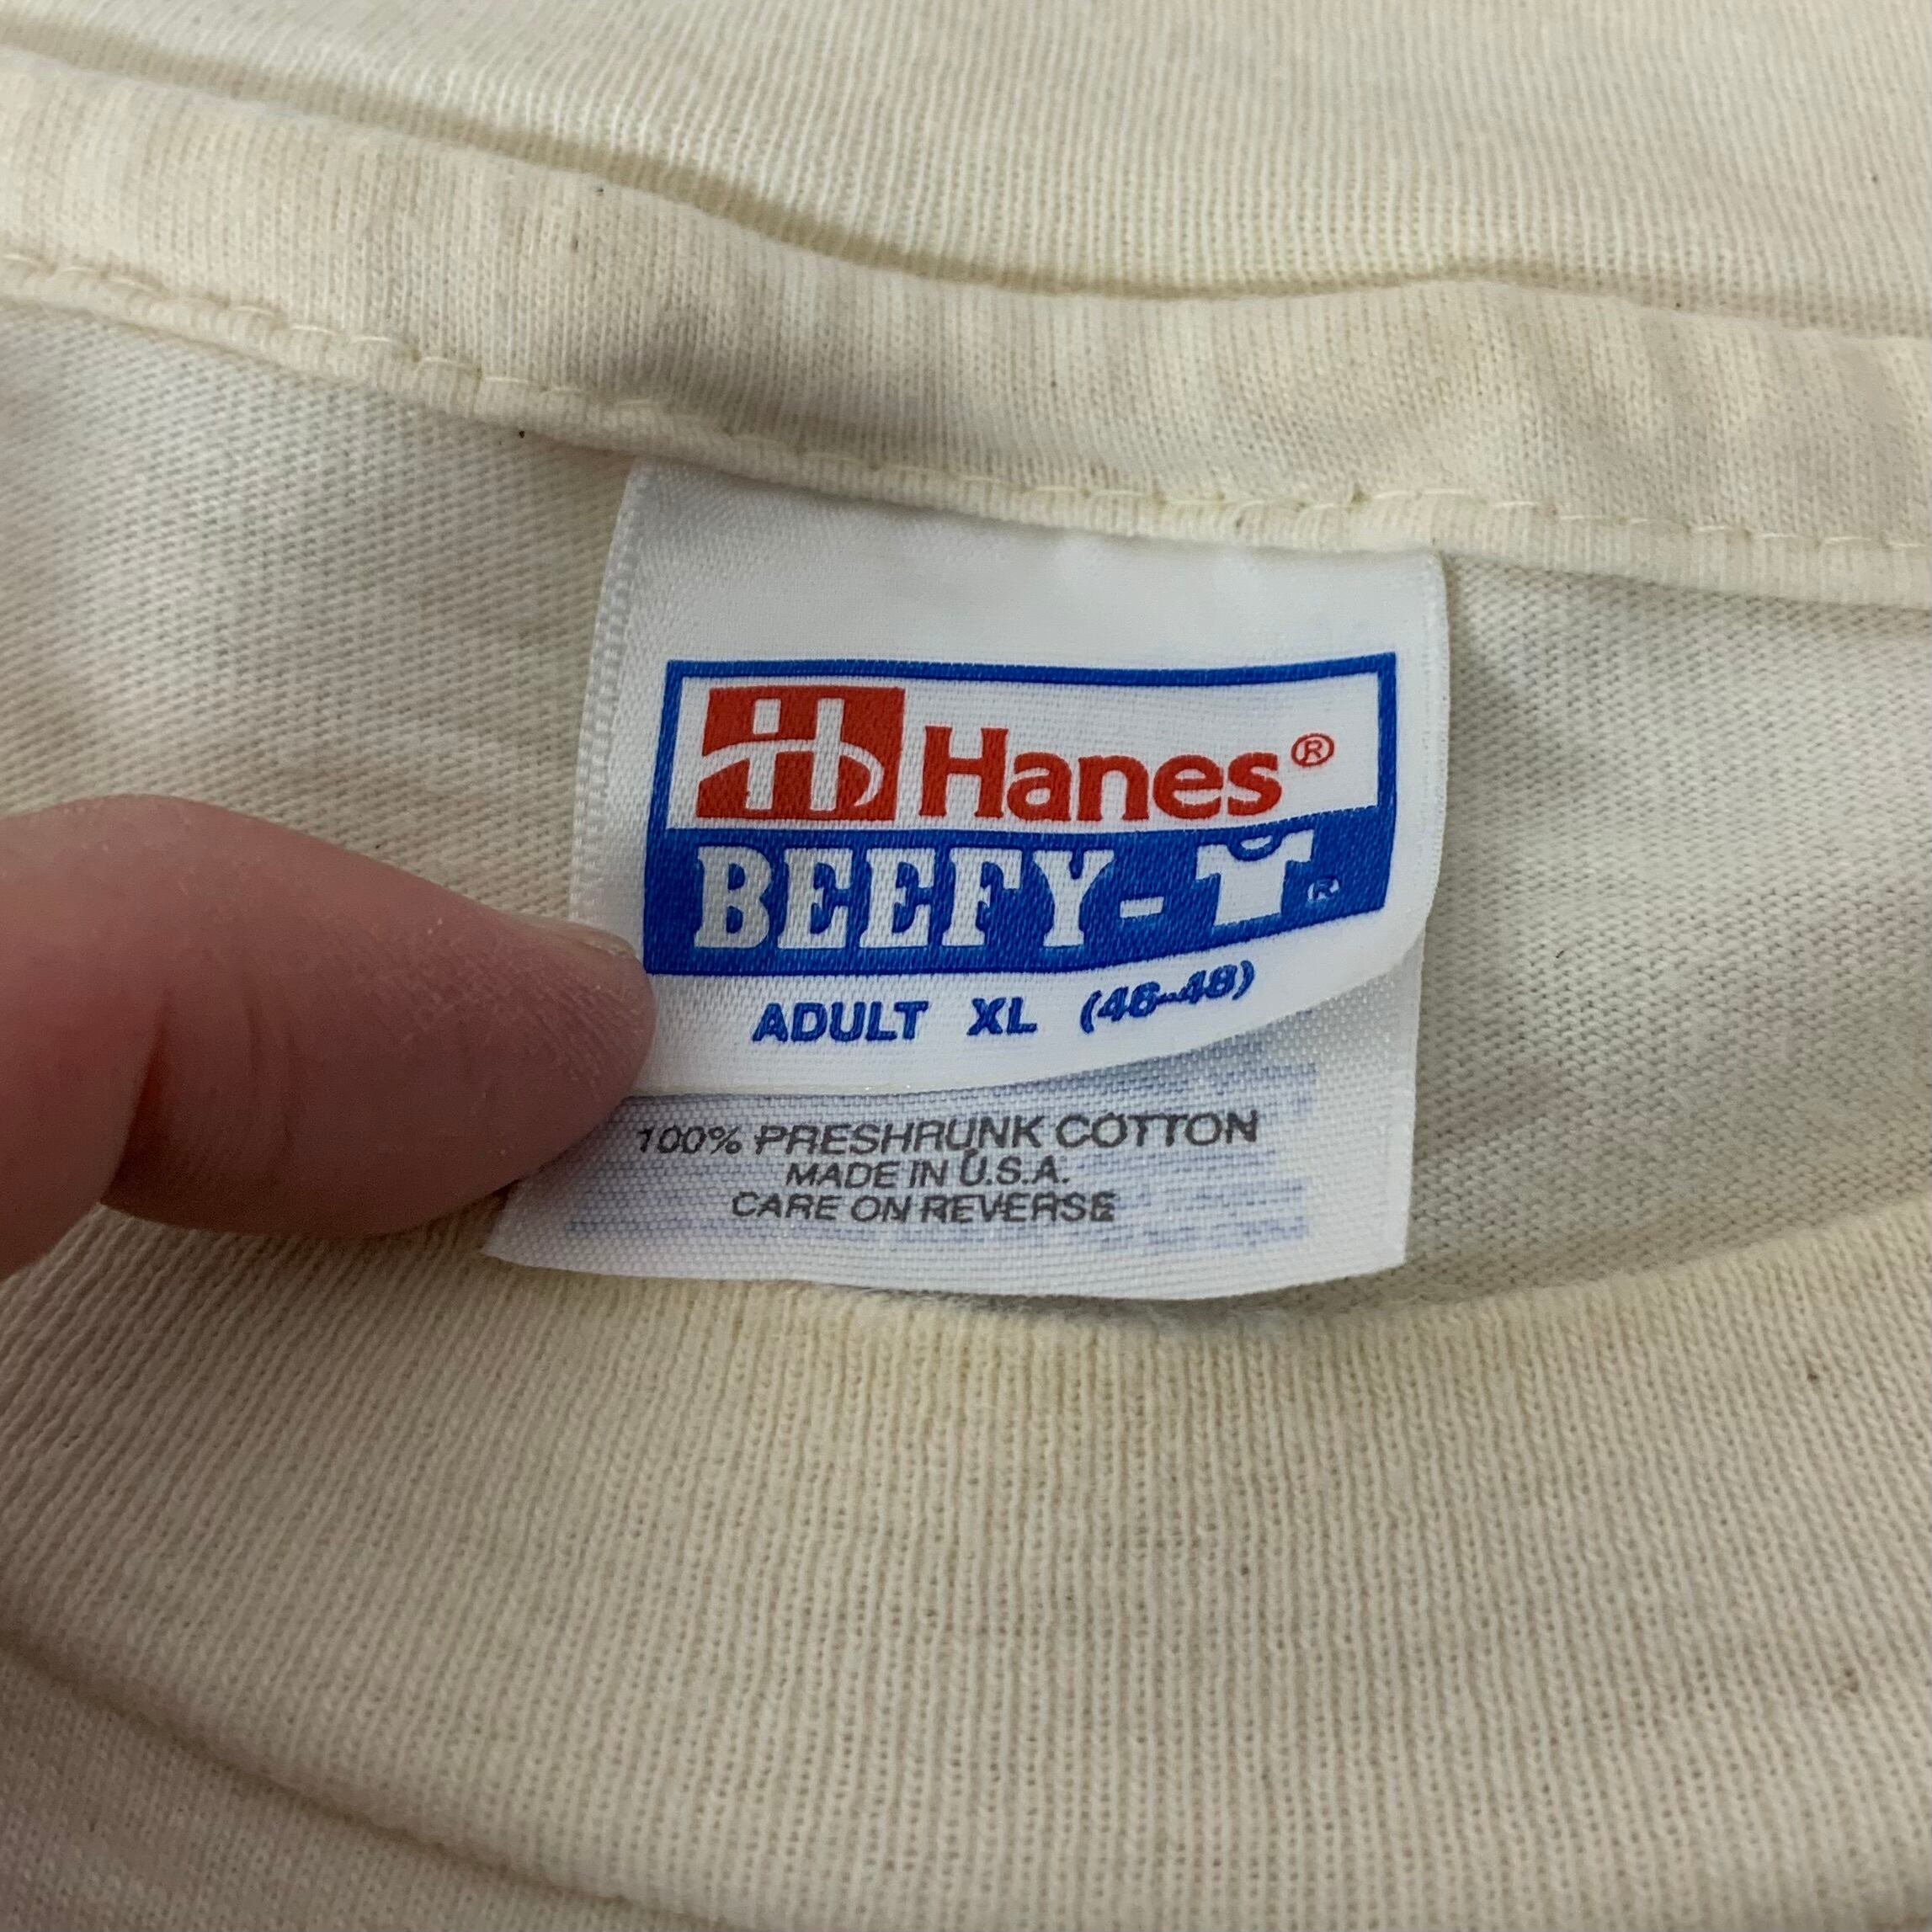 H Hanes®
BEEFY-T®
ADULT XL (46-48)
100% PRESHRUNK COTTON
MADE IN U.S.A.
CARE ON REVERSE